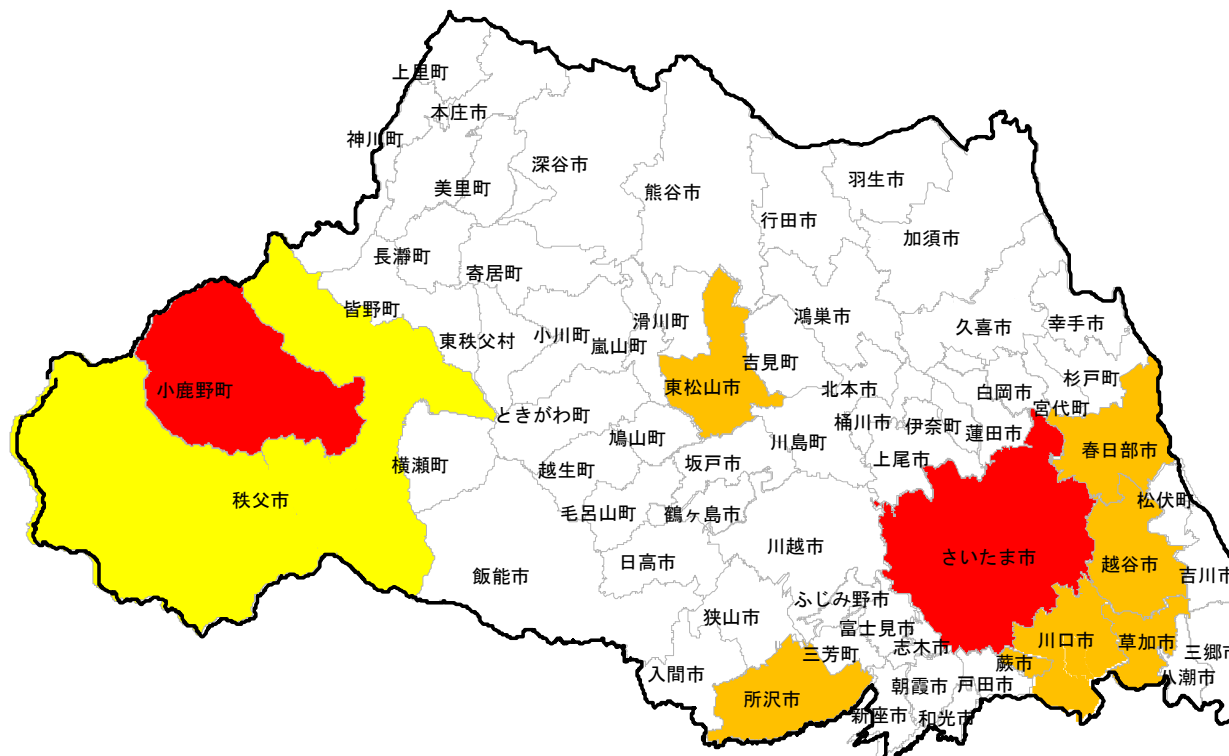 上里町
本庄市
神川町
深谷市
美里町
熊谷市
羽生市
行田市
加須市
長瀞町
寄居町
皆野町
東秩父村
小川町
嵐山町
滑川町
鴻巣市
久喜市
幸手市
吉見町
小鹿野町
東松山市
北本市
白岡市
杉戸町
宮代町
ときがわ町
鳩山町
川島町
桶川市
伊奈町
蓮田市
春日部市
横瀬町
越生町
坂戸市
上尾市
秩父市
毛呂山町
鶴ヶ島市
松伏町
川越市
さいたま市
越谷市
日高市
飯能市
吉川市
ふじみ野市
狭山市
富士見市
志木市
川口市
草加市
三郷市
三芳町
蕨市
入間市
所沢市
朝霞市
戸田市
八潮市
新座市
和光市